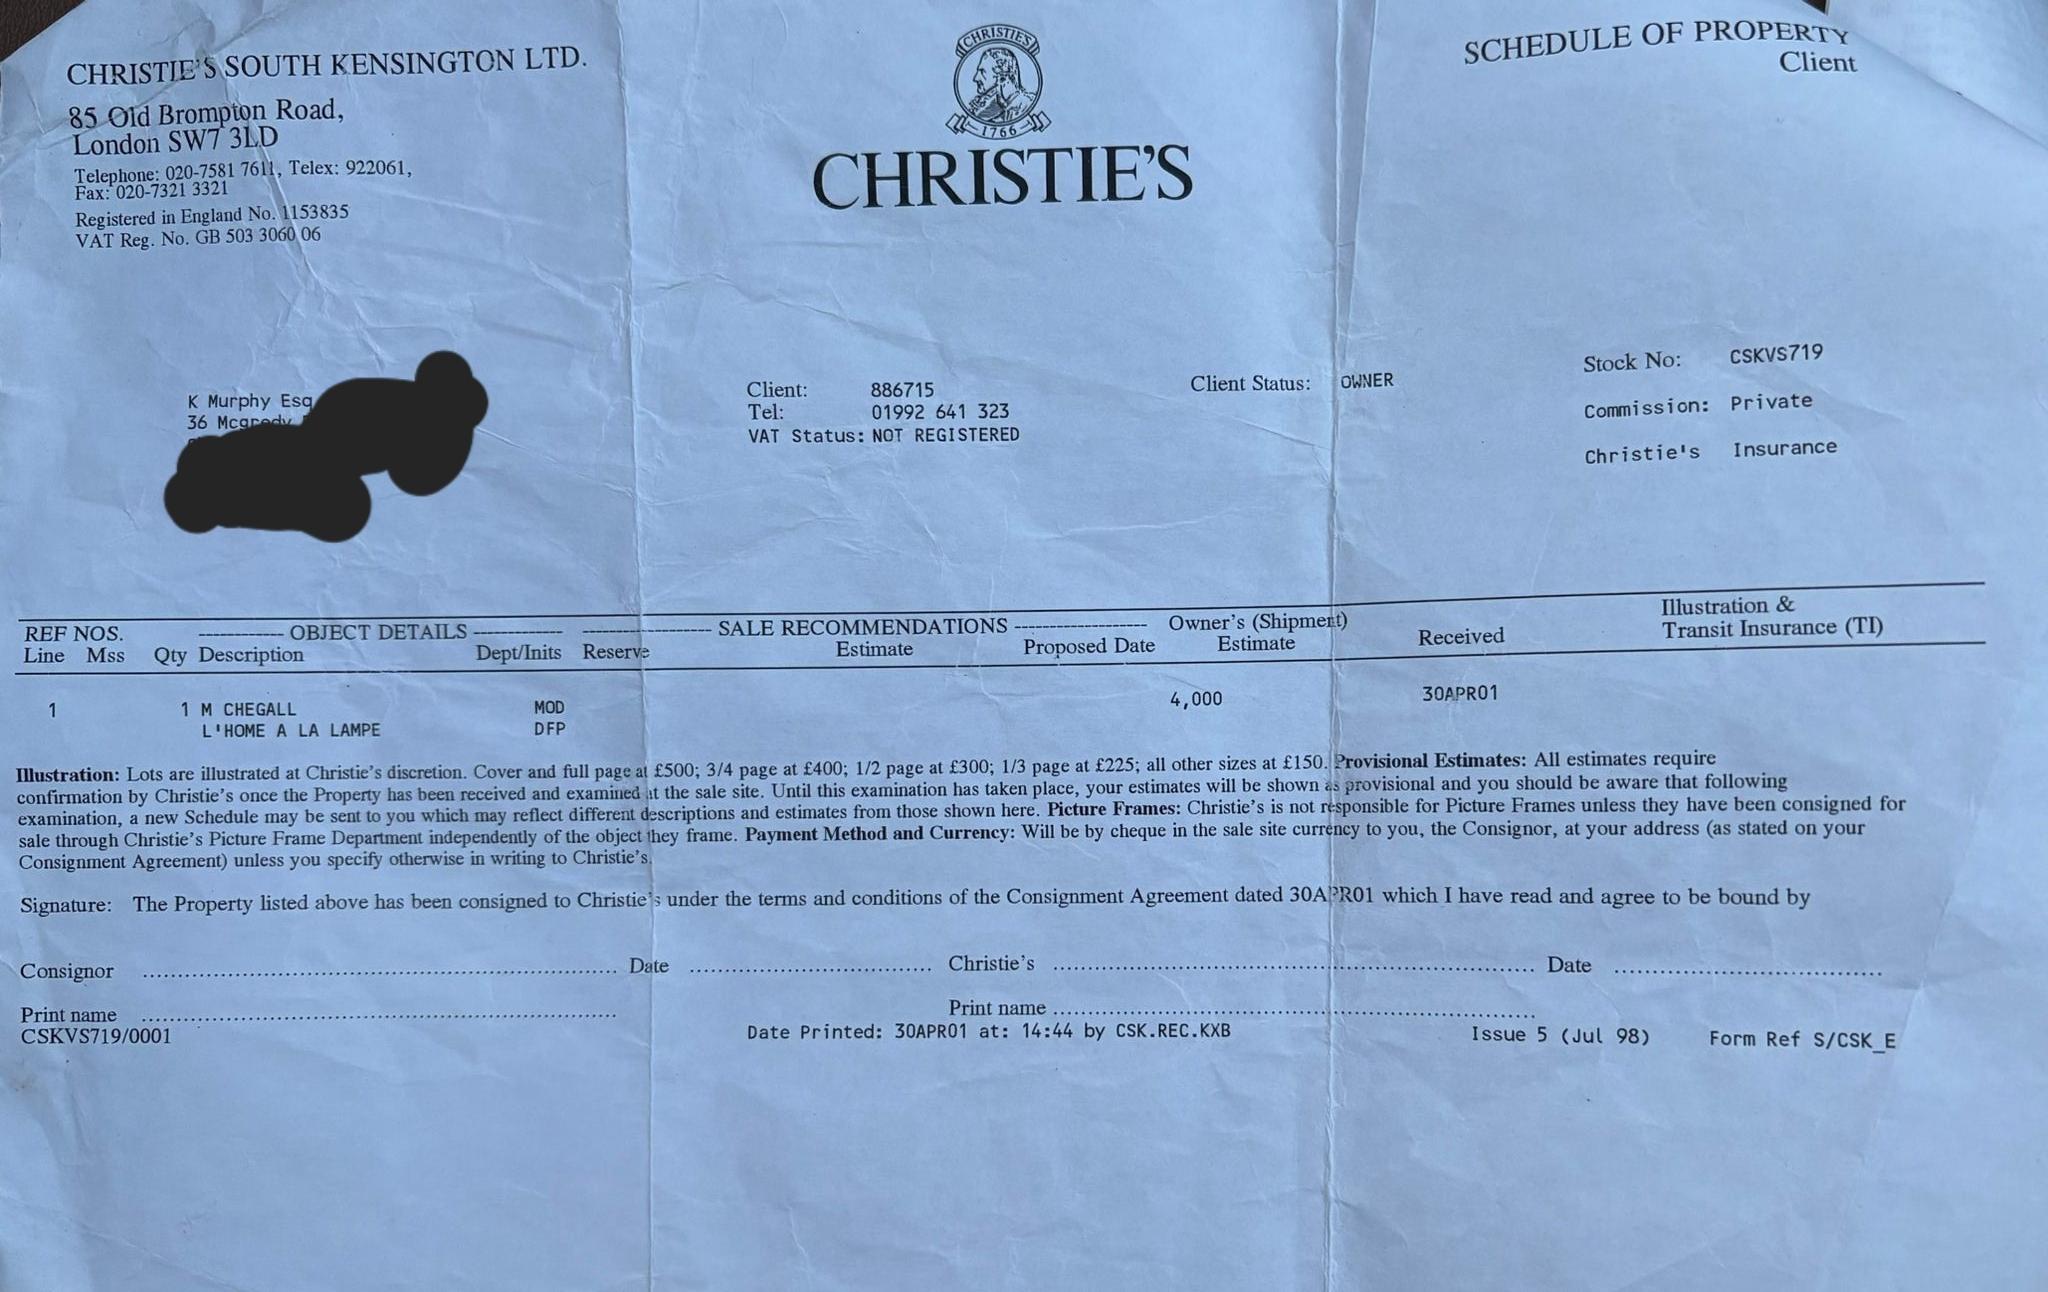 CHRISTIE'S SOUTH KENSINGTON LTD.
85 Old Brompton Road,
London SW7 3LD
Telephone: 020-7581 7611, Telex: 922061,
Fax: 020-7321 3321
Registered in England No. 1153835
VAT Reg. No. GB 503 3060 06
CHRISTIE'S
1766
CHRISTIE'S
SCHEDULE OF PROPERTY
Client
K Murphy Esq
36 Mcgredy
Client: 886715
Tel: 01992 641 323
VAT Status: NOT REGISTERED
Client Status: OWNER
Stock No: CSKVS719
Commission: Private
Christie's Insurance
REF NOS. ------------ OBJECT DETAILS ------------ ------------------ SALE RECOMMENDATIONS ------------------ Owner's (Shipment) Received Illustration &
Line Mss Qty Description Dept/Inits Reserve Estimate Proposed Date Estimate Transit Insurance (TI)
1 1 M CHEGALL MOD 4,000 30APR01
L'HOME A LA LAMPE DFP
Illustration: Lots are illustrated at Christie's discretion. Cover and full page at £500; 3/4 page at £400; 1/2 page at £300; 1/3 page at £225; all other sizes at £150. Provisional Estimates: All estimates require
confirmation by Christie's once the Property has been received and examined at the sale site. Until this examination has taken place, your estimates will be shown as provisional and you should be aware that following
examination, a new Schedule may be sent to you which may reflect different descriptions and estimates from those shown here. Picture Frames: Christie's is not responsible for Picture Frames unless they have been consigned for
sale through Christie's Picture Frame Department independently of the object they frame. Payment Method and Currency: Will be by cheque in the sale site currency to you, the Consignor, at your address (as stated on your
Consignment Agreement) unless you specify otherwise in writing to Christie's.
Signature: The Property listed above has been consigned to Christie's under the terms and conditions of the Consignment Agreement dated 30APR01 which I have read and agree to be bound by
Consignor ........................ Date ........................ Christie's ........................ Date ........................
Print name ........................ Print name ........................
CSKVS719/0001 Date Printed: 30APR01 at: 14:44 by CSK.REC.KXB Issue 5 (Jul 98) Form Ref S/CSK_E